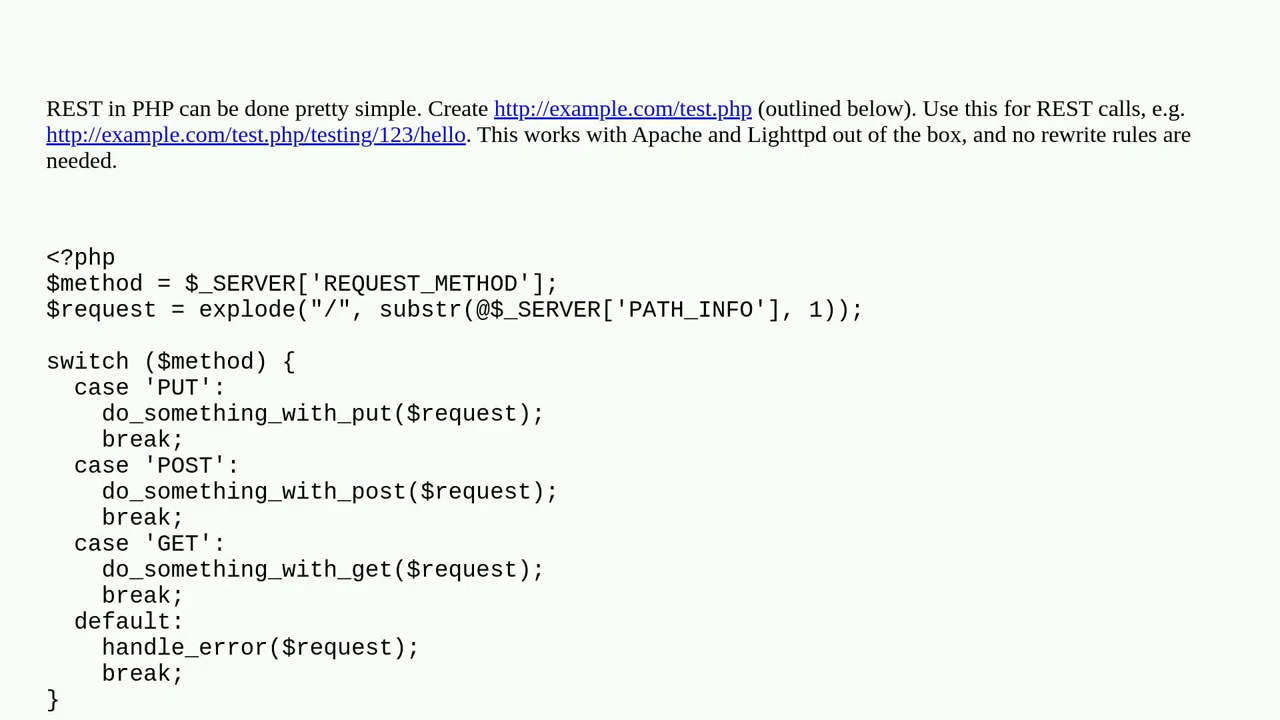 REST in PHP can be done pretty simple. Create http://example.com/test.php (outlined below). Use this for REST calls, e.g.
http://example.com/test.php/testing/123/hello. This works with Apache and Lighttpd out of the box, and no rewrite rules are
needed.

<?php
$method = $_SERVER['REQUEST_METHOD'];
$request = explode("/", substr(@$_SERVER['PATH_INFO'], 1));

switch ($method) {
  case 'PUT':
    do_something_with_put($request);
    break;
  case 'POST':
    do_something_with_post($request);
    break;
  case 'GET':
    do_something_with_get($request);
    break;
  default:
    handle_error($request);
    break;
}